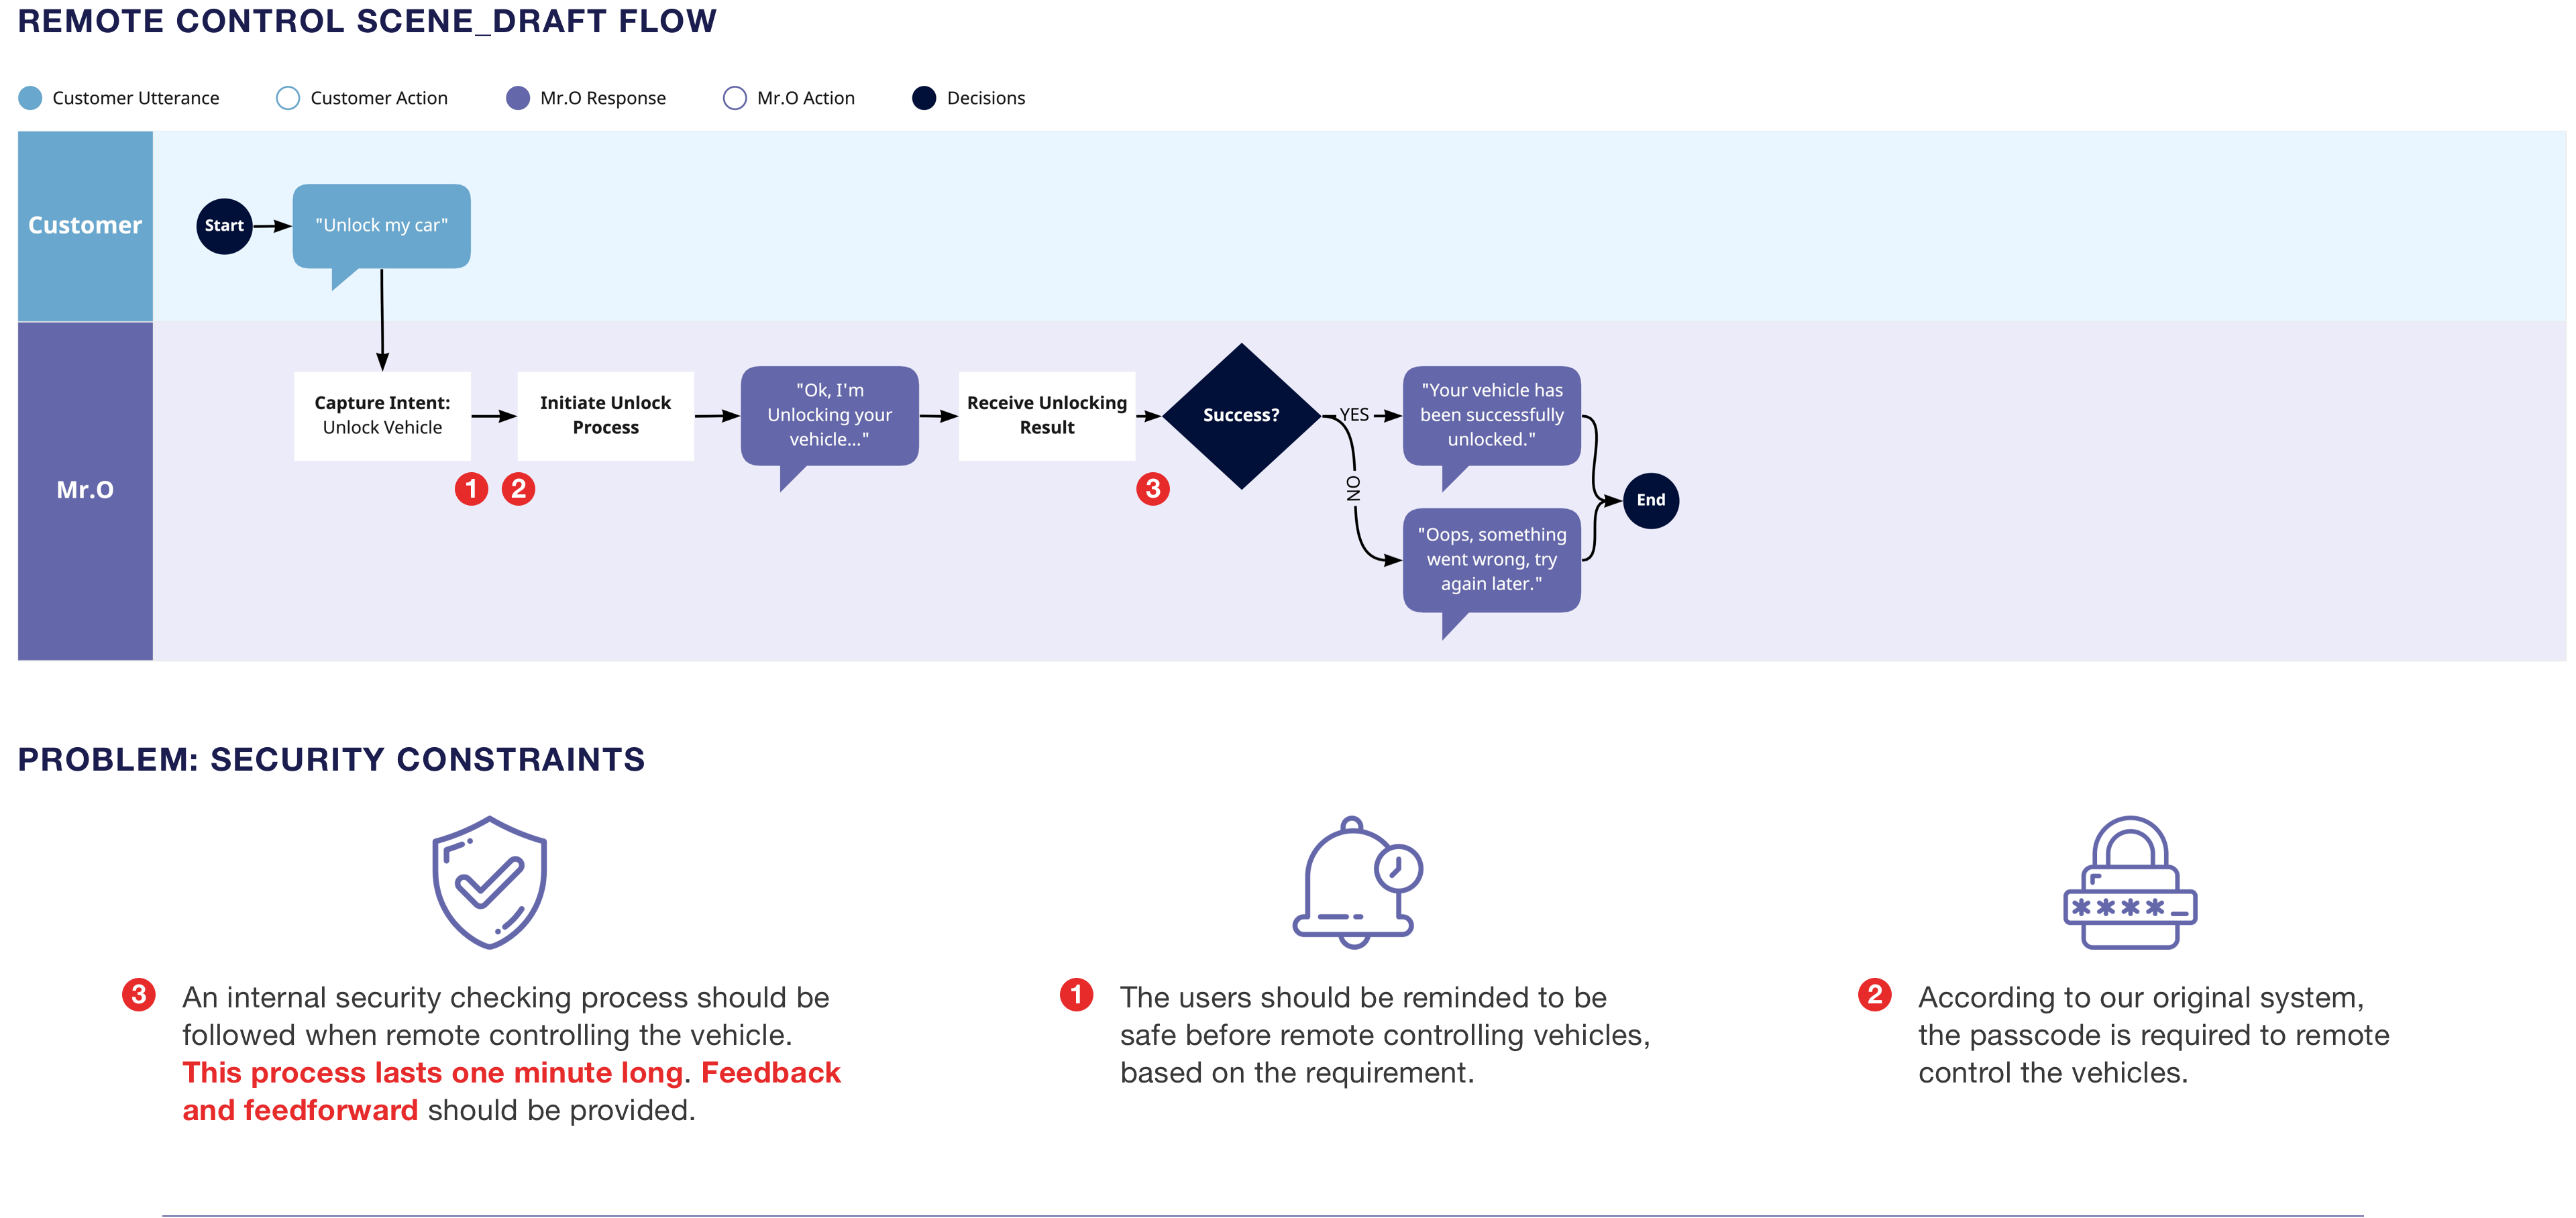 REMOTE CONTROL SCENE_DRAFT FLOW
Customer Utterance
Customer Action
Mr.O Response
Mr.O Action
Decisions
Customer
Start
"Unlock my car"
Mr.O
Capture Intent:
Unlock Vehicle
1
2
Initiate Unlock
Process
"Ok, I'm
Unlocking your
vehicle..."
Receive Unlocking
Result
3
Success?
YES
NO
"Your vehicle has
been successfully
unlocked."
"Oops, something
went wrong, try
again later."
End
PROBLEM: SECURITY CONSTRAINTS
****_
3
An internal security checking process should be
followed when remote controlling the vehicle.
This process lasts one minute long. Feedback
and feedforward should be provided.
1
The users should be reminded to be
safe before remote controlling vehicles,
based on the requirement.
2
According to our original system,
the passcode is required to remote
control the vehicles.